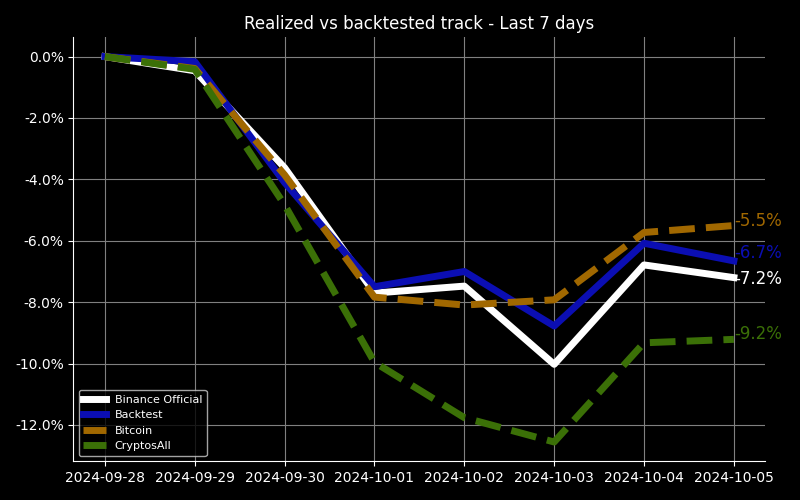 Realized vs backtested track - Last 7 days
0.0%
-2.0%
-4.0%
-6.0%
-8.0%
-10.0%
-12.0%
-5.5%
-6.7%
-7.2%
-9.2%
Binance Official
Backtest
Bitcoin
CryptosAll
2024-09-28 2024-09-29 2024-09-30 2024-10-01 2024-10-02 2024-10-03 2024-10-04 2024-10-05